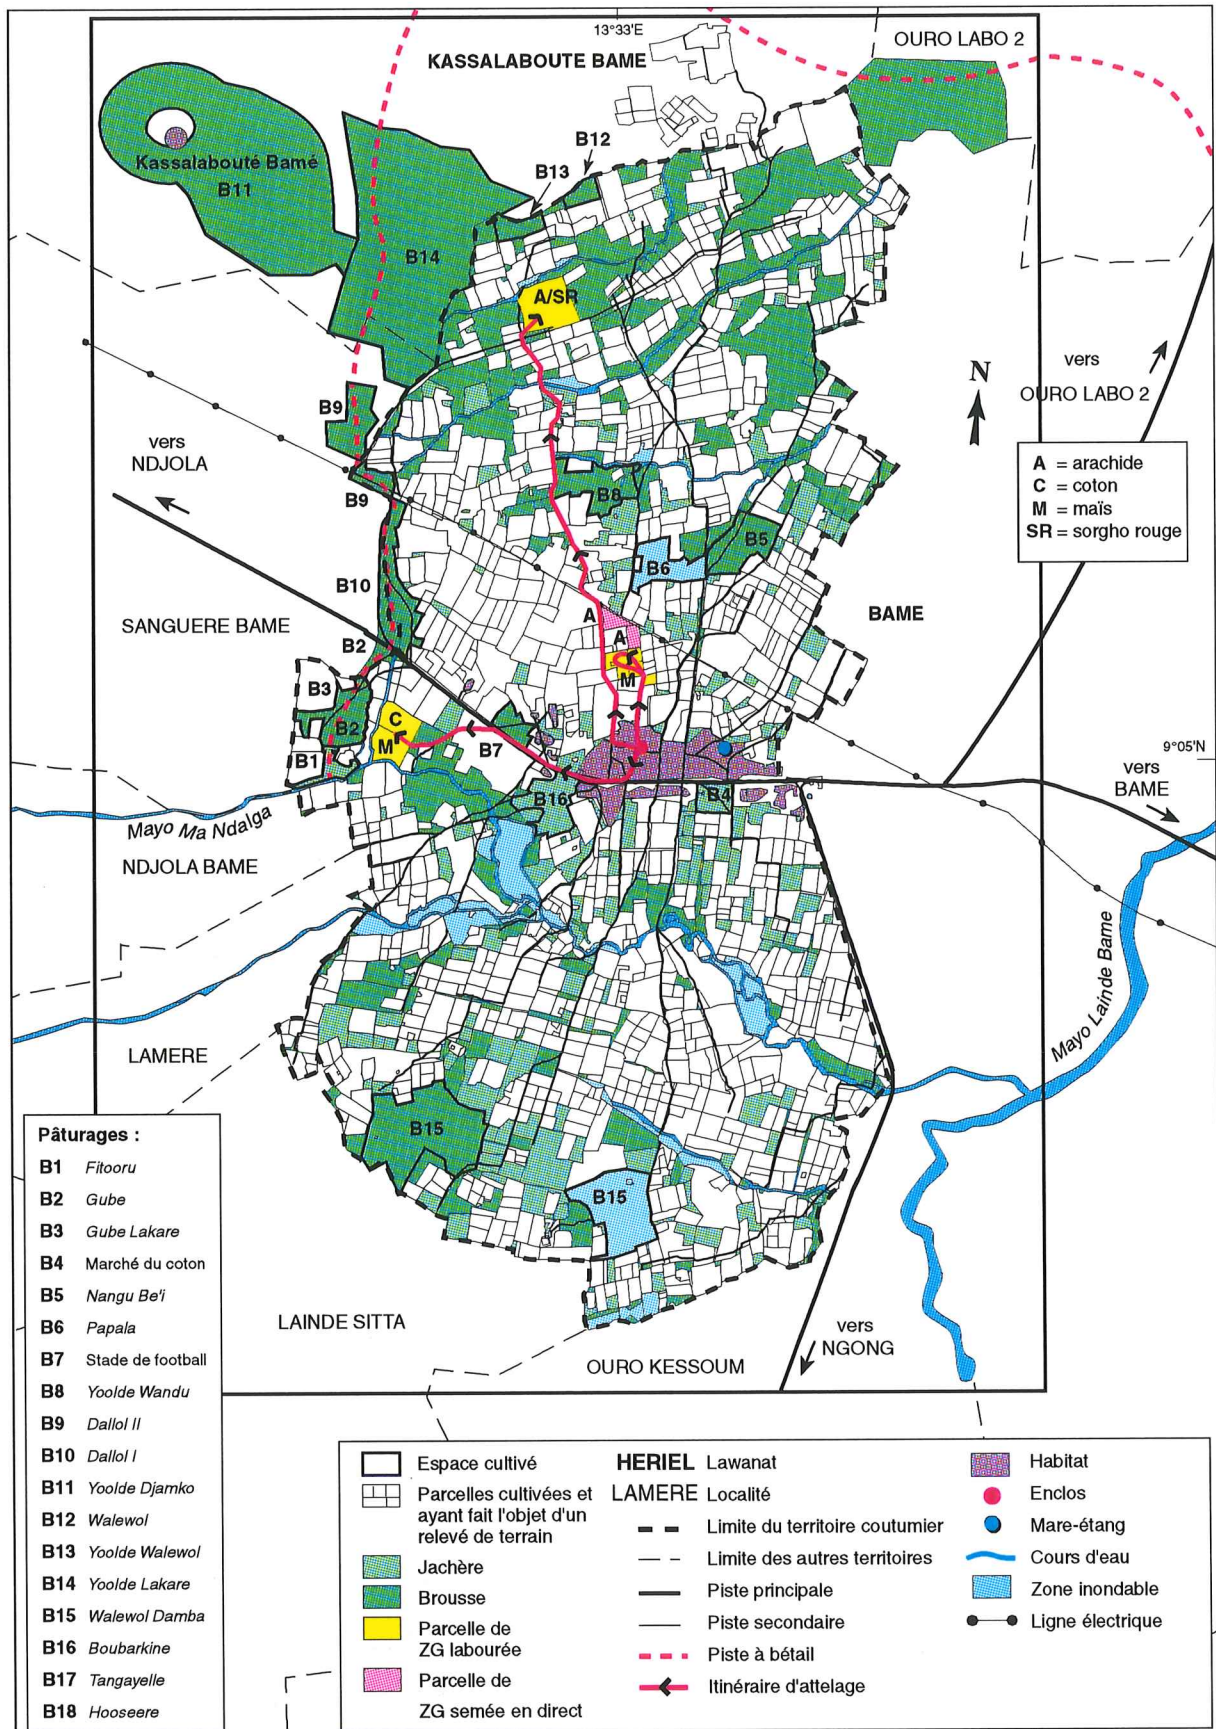 13°33'E
OURO LABO 2
KASSALABOUTE BAME
B12
Kassalabouté Bamé
B13
B11
B14
A/SR
N
vers
OURO LABO 2
B9
vers
NDJOLA
A = arachide
C = coton
M = maïs
SR = sorgho rouge
B9
B8
B5
B6
B10
A
BAME
SANGUERE BAME
A
B2
B3
M
C
B2
M
B7
B1
9°05'N
vers
BAME
B16
B4
Mayo Ma Ndalga
NDJOLA BAME
Mayo Lainde Bame
LAMERE
B15
B15
LAINDE SITTA
vers
NGONG
OURO KESSOUM
Pâturages :
B1 Fitooru
B2 Gube
B3 Gube Lakare
B4 Marché du coton
B5 Nangu Be'i
B6 Papala
B7 Stade de football
B8 Yoolde Wandu
B9 Dallol II
B10 Dallol I
B11 Yoolde Djamko
B12 Walewol
B13 Yoolde Walewol
B14 Yoolde Lakare
B15 Walewol Damba
B16 Boubarkine
B17 Tangayelle
B18 Hooseere
Espace cultivé
Parcelles cultivées et
ayant fait l'objet d'un
relevé de terrain
Jachère
Brousse
Parcelle de
ZG labourée
Parcelle de
ZG semée en direct
HERIEL Lawanat
LAMERE Localité
Limite du territoire coutumier
Limite des autres territoires
Piste principale
Piste secondaire
Piste à bétail
Itinéraire d'attelage
Habitat
Enclos
Mare-étang
Cours d'eau
Zone inondable
Ligne électrique